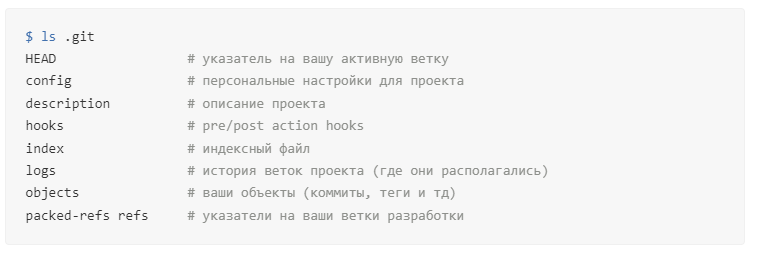 $ ls .git
HEAD # указатель на вашу активную ветку
config # персональные настройки для проекта
description # описание проекта
hooks # pre/post action hooks
index # индексный файл
logs # история веток проекта (где они располагались)
objects # ваши объекты (коммиты, теги и тд)
packed-refs refs # указатели на ваши ветки разработки